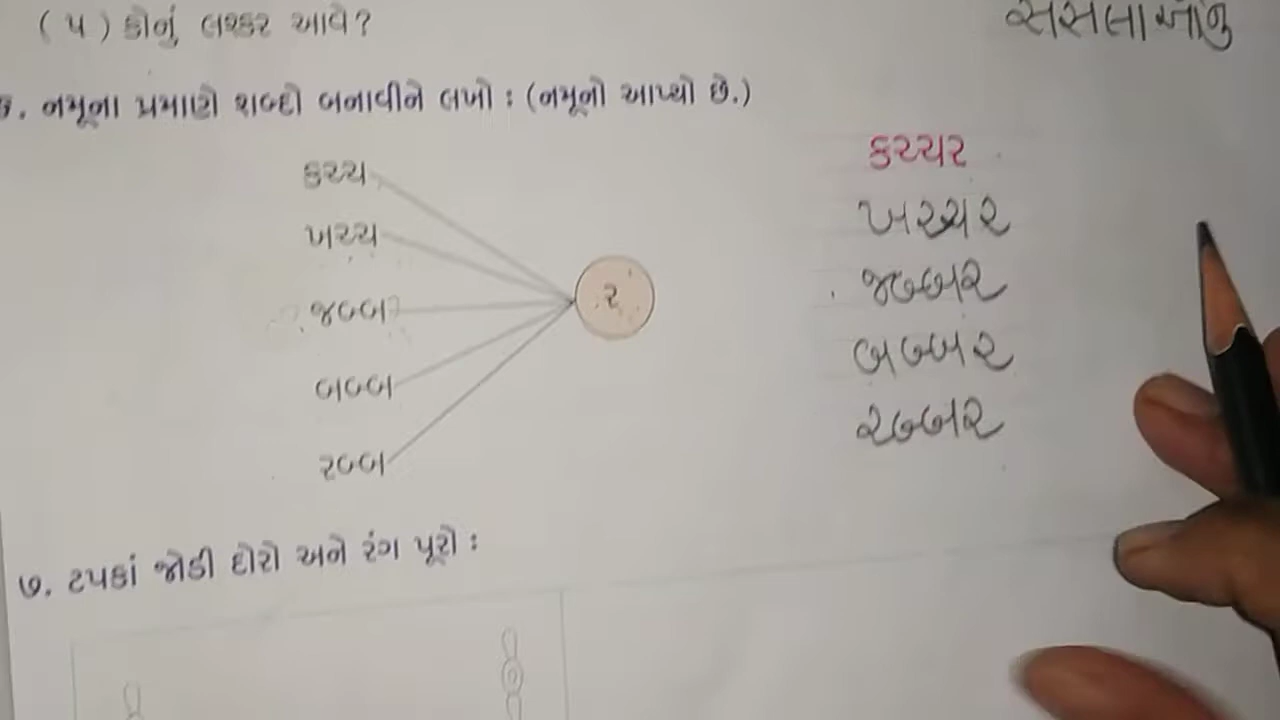 (૫) કોનું લશ્કર આવે? સસલાઓનું
૬. નમૂના પ્રમાણે શબ્દો બનાવીને લખો : (નમૂનો આપ્યો છે.)
કચ્ચ કચ્ચર
ખચ્ચ ખચ્ચર
ર
જબ્બ જબ્બર
બબ્બ બબ્બર
રબ્બ રબ્બર
૭. ટપકાં જોડી દોરો અને રંગ પૂરો :